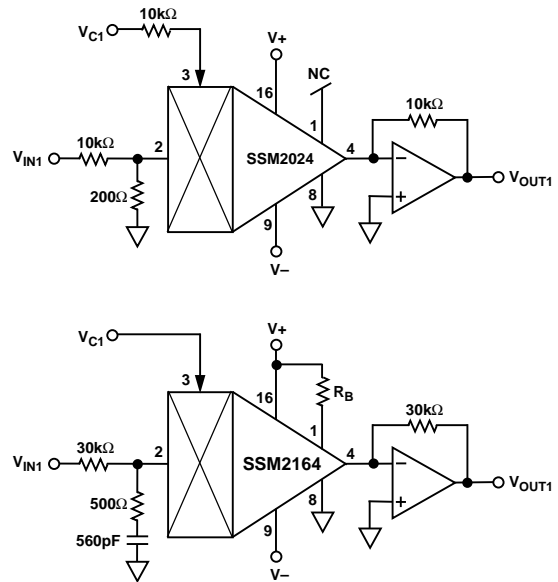 10kΩ
VC1
V+
NC
3
16
1
10kΩ
10kΩ
VIN1
2
SSM2024
4
−
VOUT1
200Ω
8
+
9
V−
VC1
V+
3
16
RB
1
30kΩ
30kΩ
VIN1
2
SSM2164
4
−
VOUT1
500Ω
8
+
560pF
9
V−